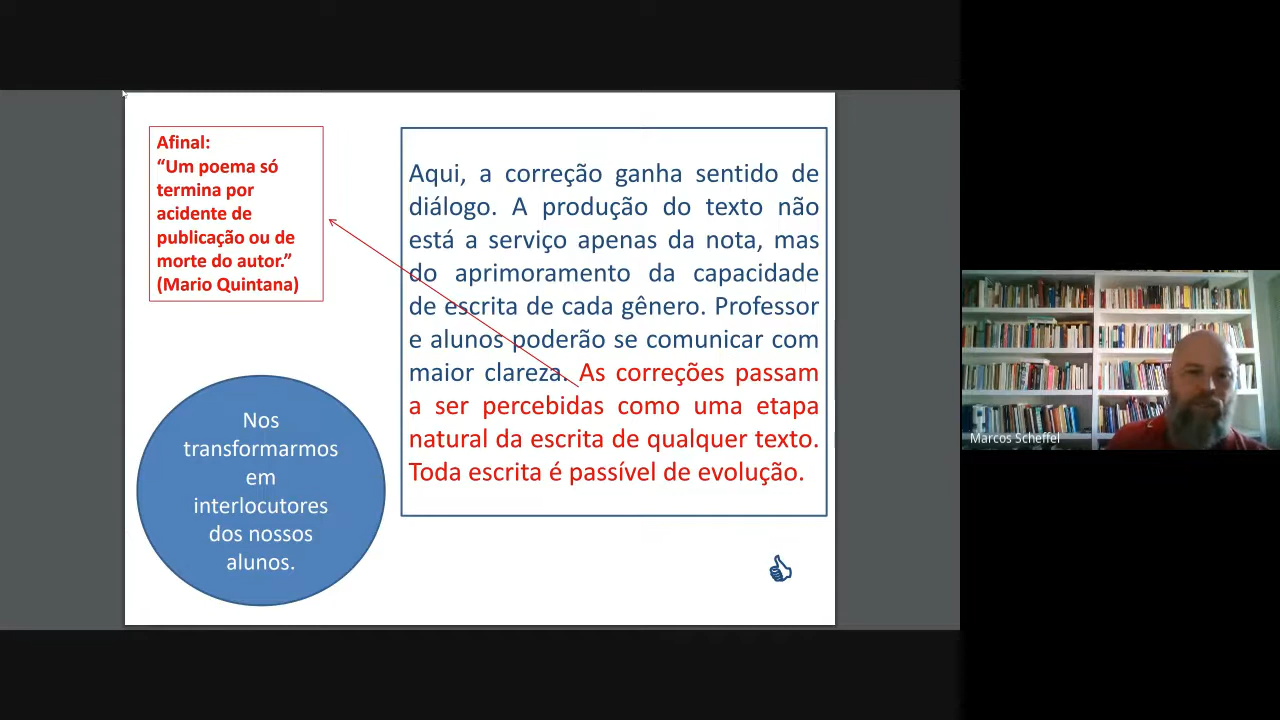 Afinal:
“Um poema só
termina por
acidente de
publicação ou de
morte do autor.”
(Mario Quintana)
Aqui, a correção ganha sentido de
diálogo. A produção do texto não
está a serviço apenas da nota, mas
do aprimoramento da capacidade
de escrita de cada gênero. Professor
e alunos poderão se comunicar com
maior clareza. As correções passam
a ser percebidas como uma etapa
natural da escrita de qualquer texto.
Toda escrita é passível de evolução.
Nos
transformarmos
em
interlocutores
dos nossos
alunos.
Marcos Scheffel